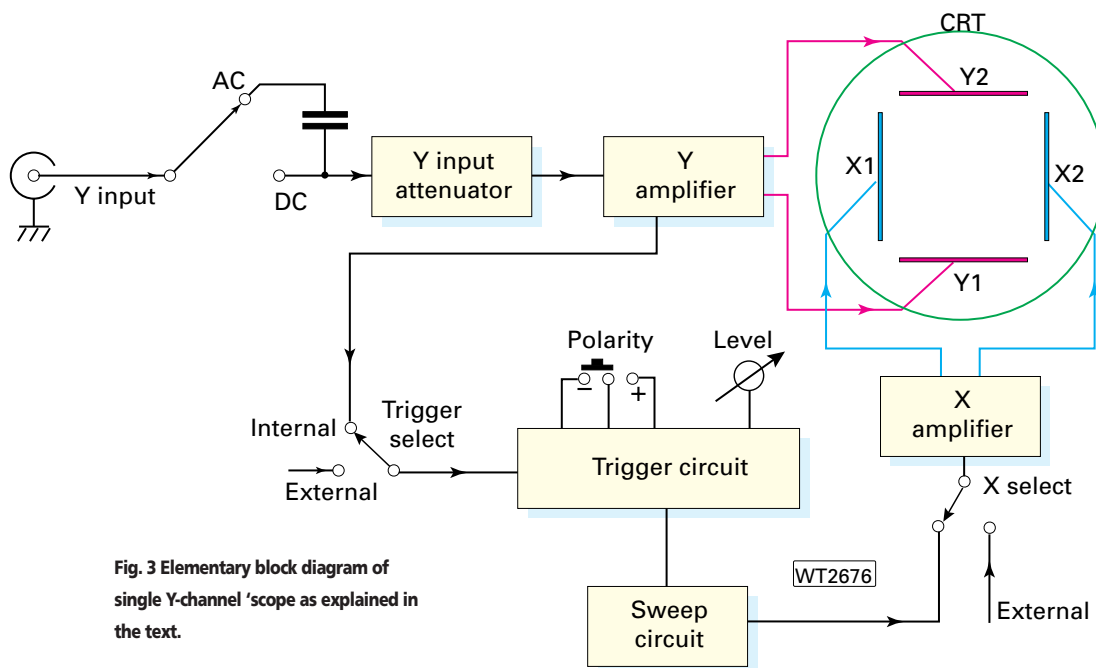 CRT
AC
Y2
Y input
attenuator
Y
amplifier
X1
X2
Y input
DC
Y1
Polarity
Level
− +
X
amplifier
Internal
Trigger
select
Trigger circuit
External
X select
Fig. 3 Elementary block diagram of
single Y-channel ‘scope as explained in
the text.
WT2676
Sweep
circuit
External